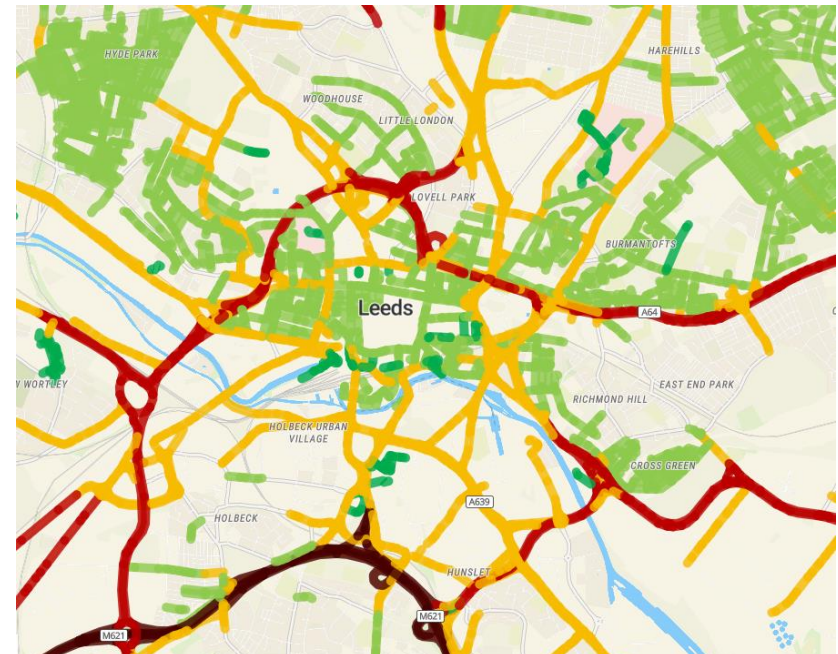 HYDE PARK
HAREHILLS
WOODHOUSE
LITTLE LONDON
LOVELL PARK
BURMANTOFTS
Leeds
A64
W WORTLEY
EAST END PARK
RICHMOND HILL
HOLBECK URBAN
VILLAGE
CROSS GREEN
A639
HOLBECK
HUNSLET
M621
M621